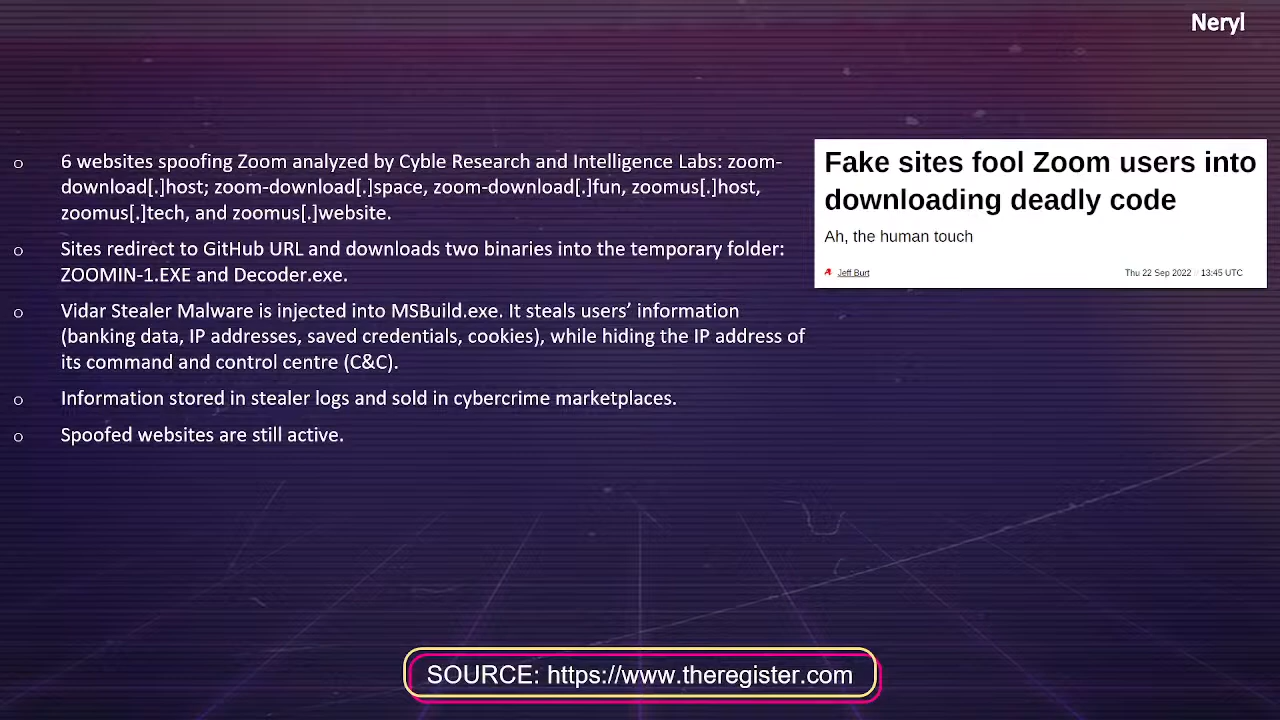 Neryl
o 6 websites spoofing Zoom analyzed by Cyble Research and Intelligence Labs: zoom-
download[.]host; zoom-download[.]space, zoom-download[.]fun, zoomus[.]host,
zoomus[.]tech, and zoomus[.]website.
o Sites redirect to GitHub URL and downloads two binaries into the temporary folder:
ZOOMIN-1.EXE and Decoder.exe.
o Vidar Stealer Malware is injected into MSBuild.exe. It steals users’ information
(banking data, IP addresses, saved credentials, cookies), while hiding the IP address of
its command and control centre (C&C).
o Information stored in stealer logs and sold in cybercrime marketplaces.
o Spoofed websites are still active.
Fake sites fool Zoom users into
downloading deadly code
Ah, the human touch
Jeff Burt
Thu 22 Sep 2022 // 13:45 UTC
SOURCE: https://www.theregister.com